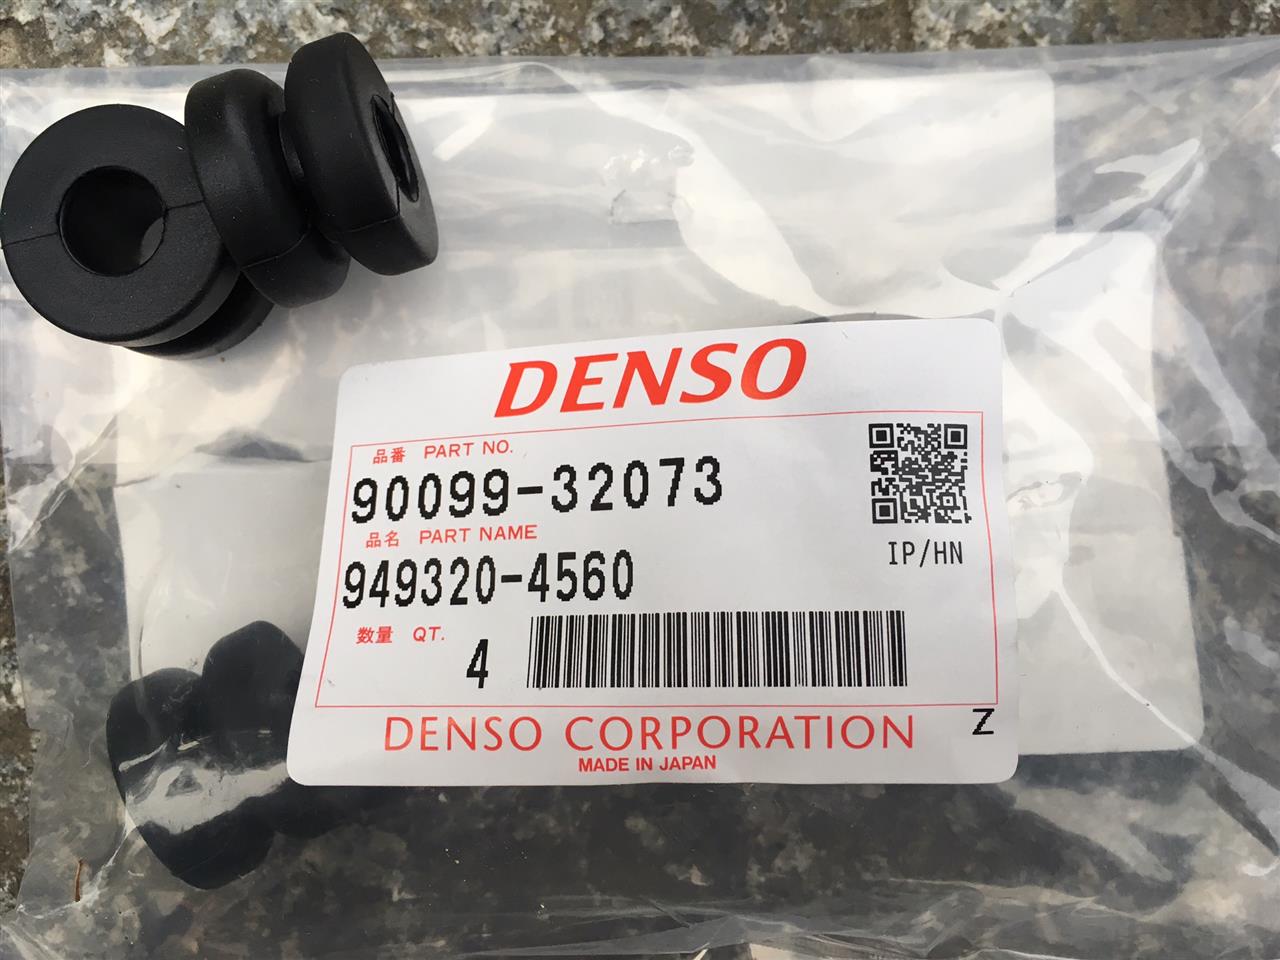 DENSO
品番 PART NO.
90099-32073
品名 PART NAME
949320-4560
IP/HN
数量 QT.
4
DENSO CORPORATION
Z
MADE IN JAPAN